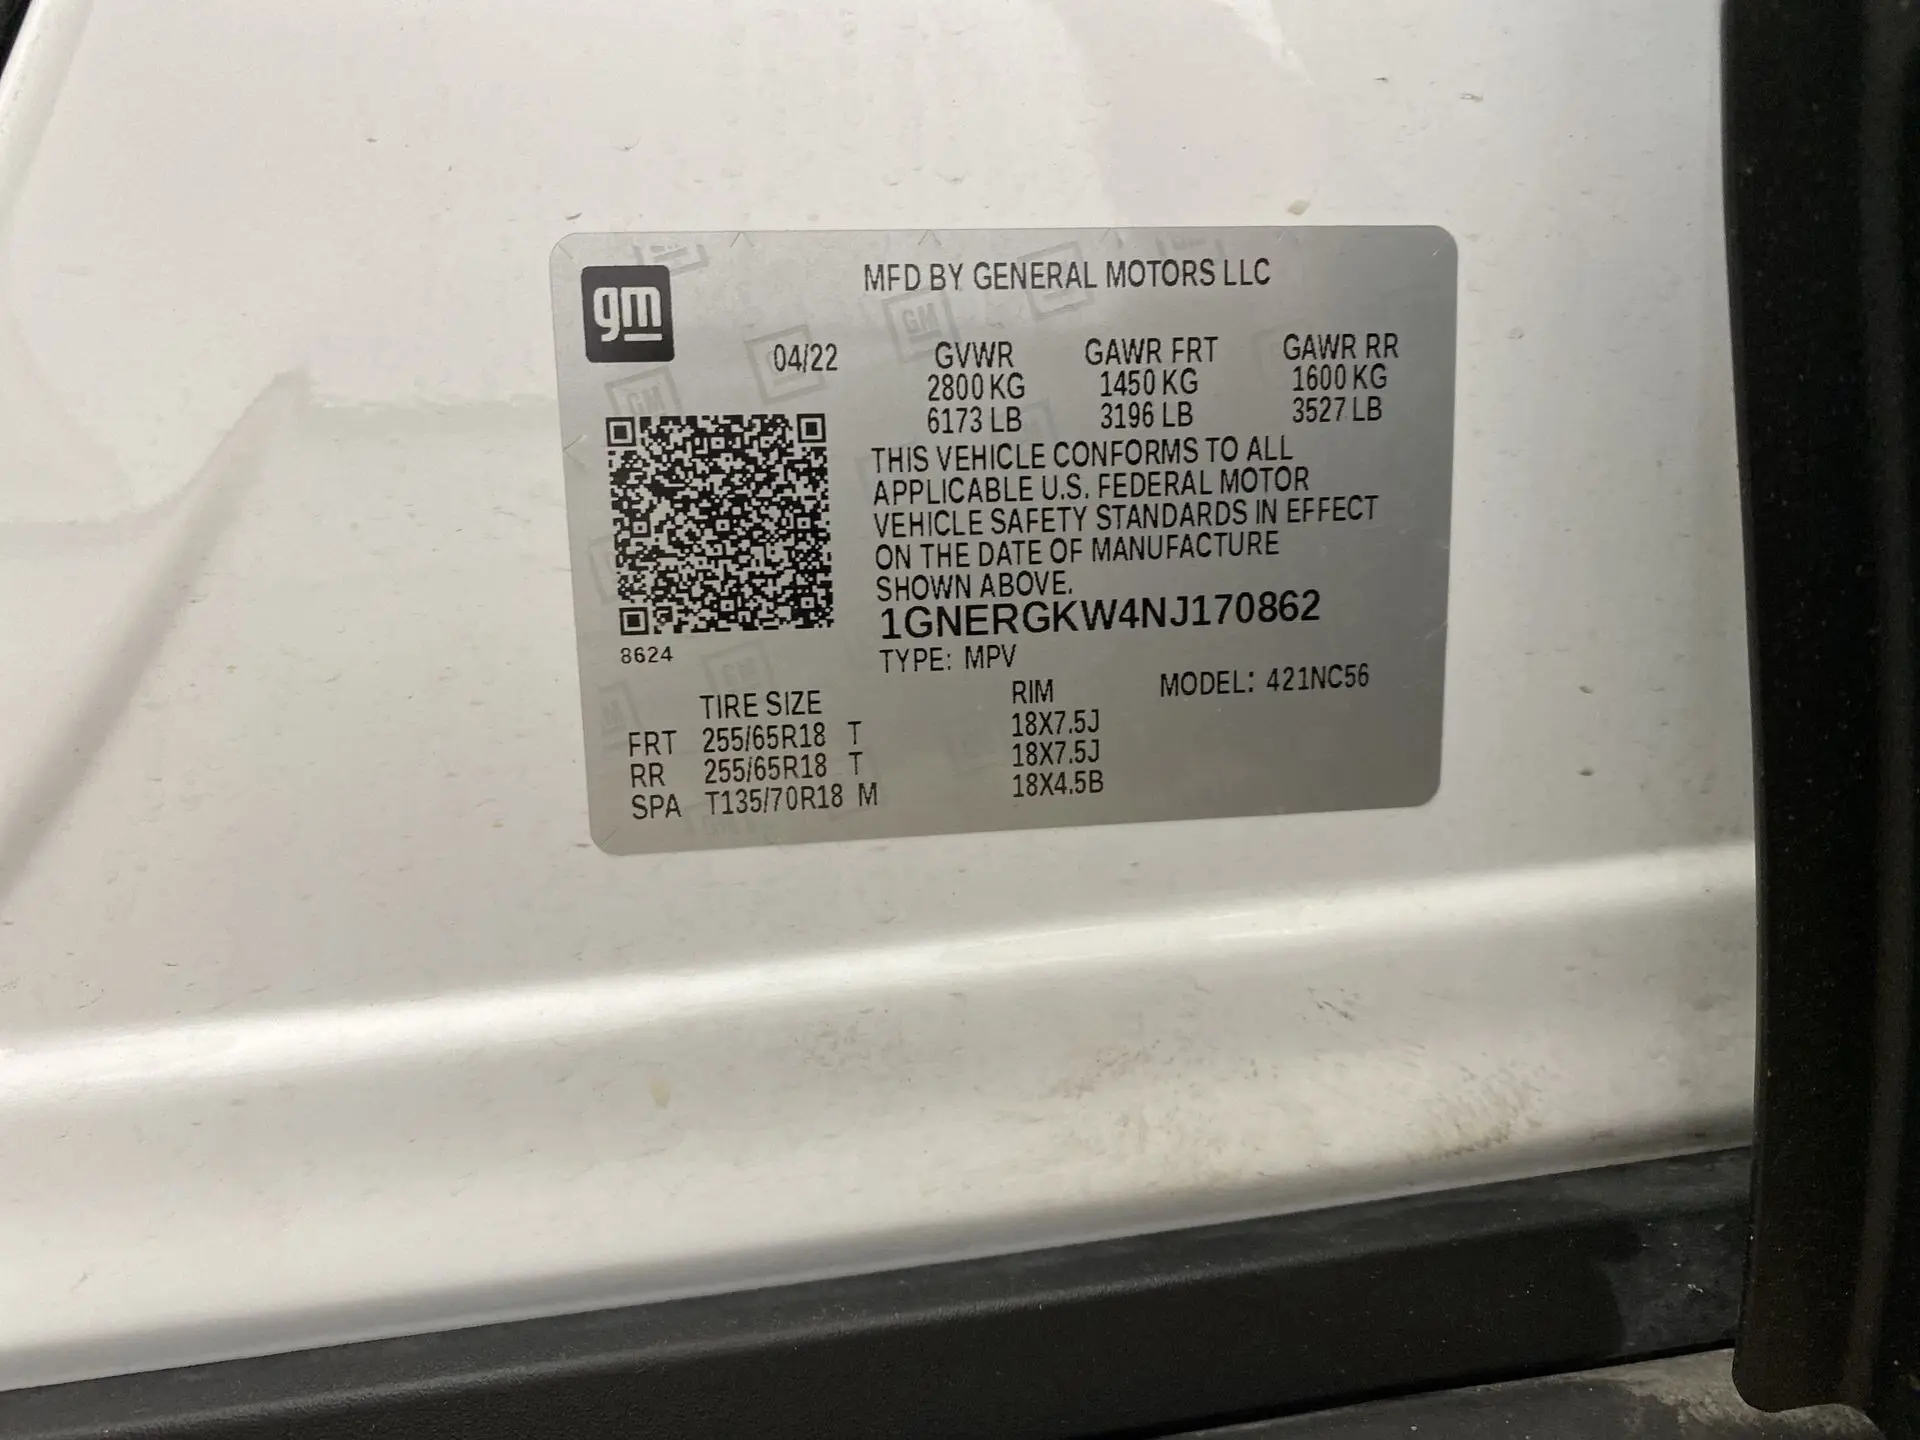 gm
MFD BY GENERAL MOTORS LLC
04/22 GVWR GAWR FRT GAWR RR
2800 KG 1450 KG 1600 KG
6173 LB 3196 LB 3527 LB
THIS VEHICLE CONFORMS TO ALL
APPLICABLE U.S. FEDERAL MOTOR
VEHICLE SAFETY STANDARDS IN EFFECT
ON THE DATE OF MANUFACTURE
SHOWN ABOVE.
1GNERGKW4NJ170862
8624
TYPE: MPV MODEL: 421NC56
TIRE SIZE RIM
FRT 255/65R18 T 18X7.5J
RR 255/65R18 T 18X7.5J
SPA T135/70R18 M 18X4.5B